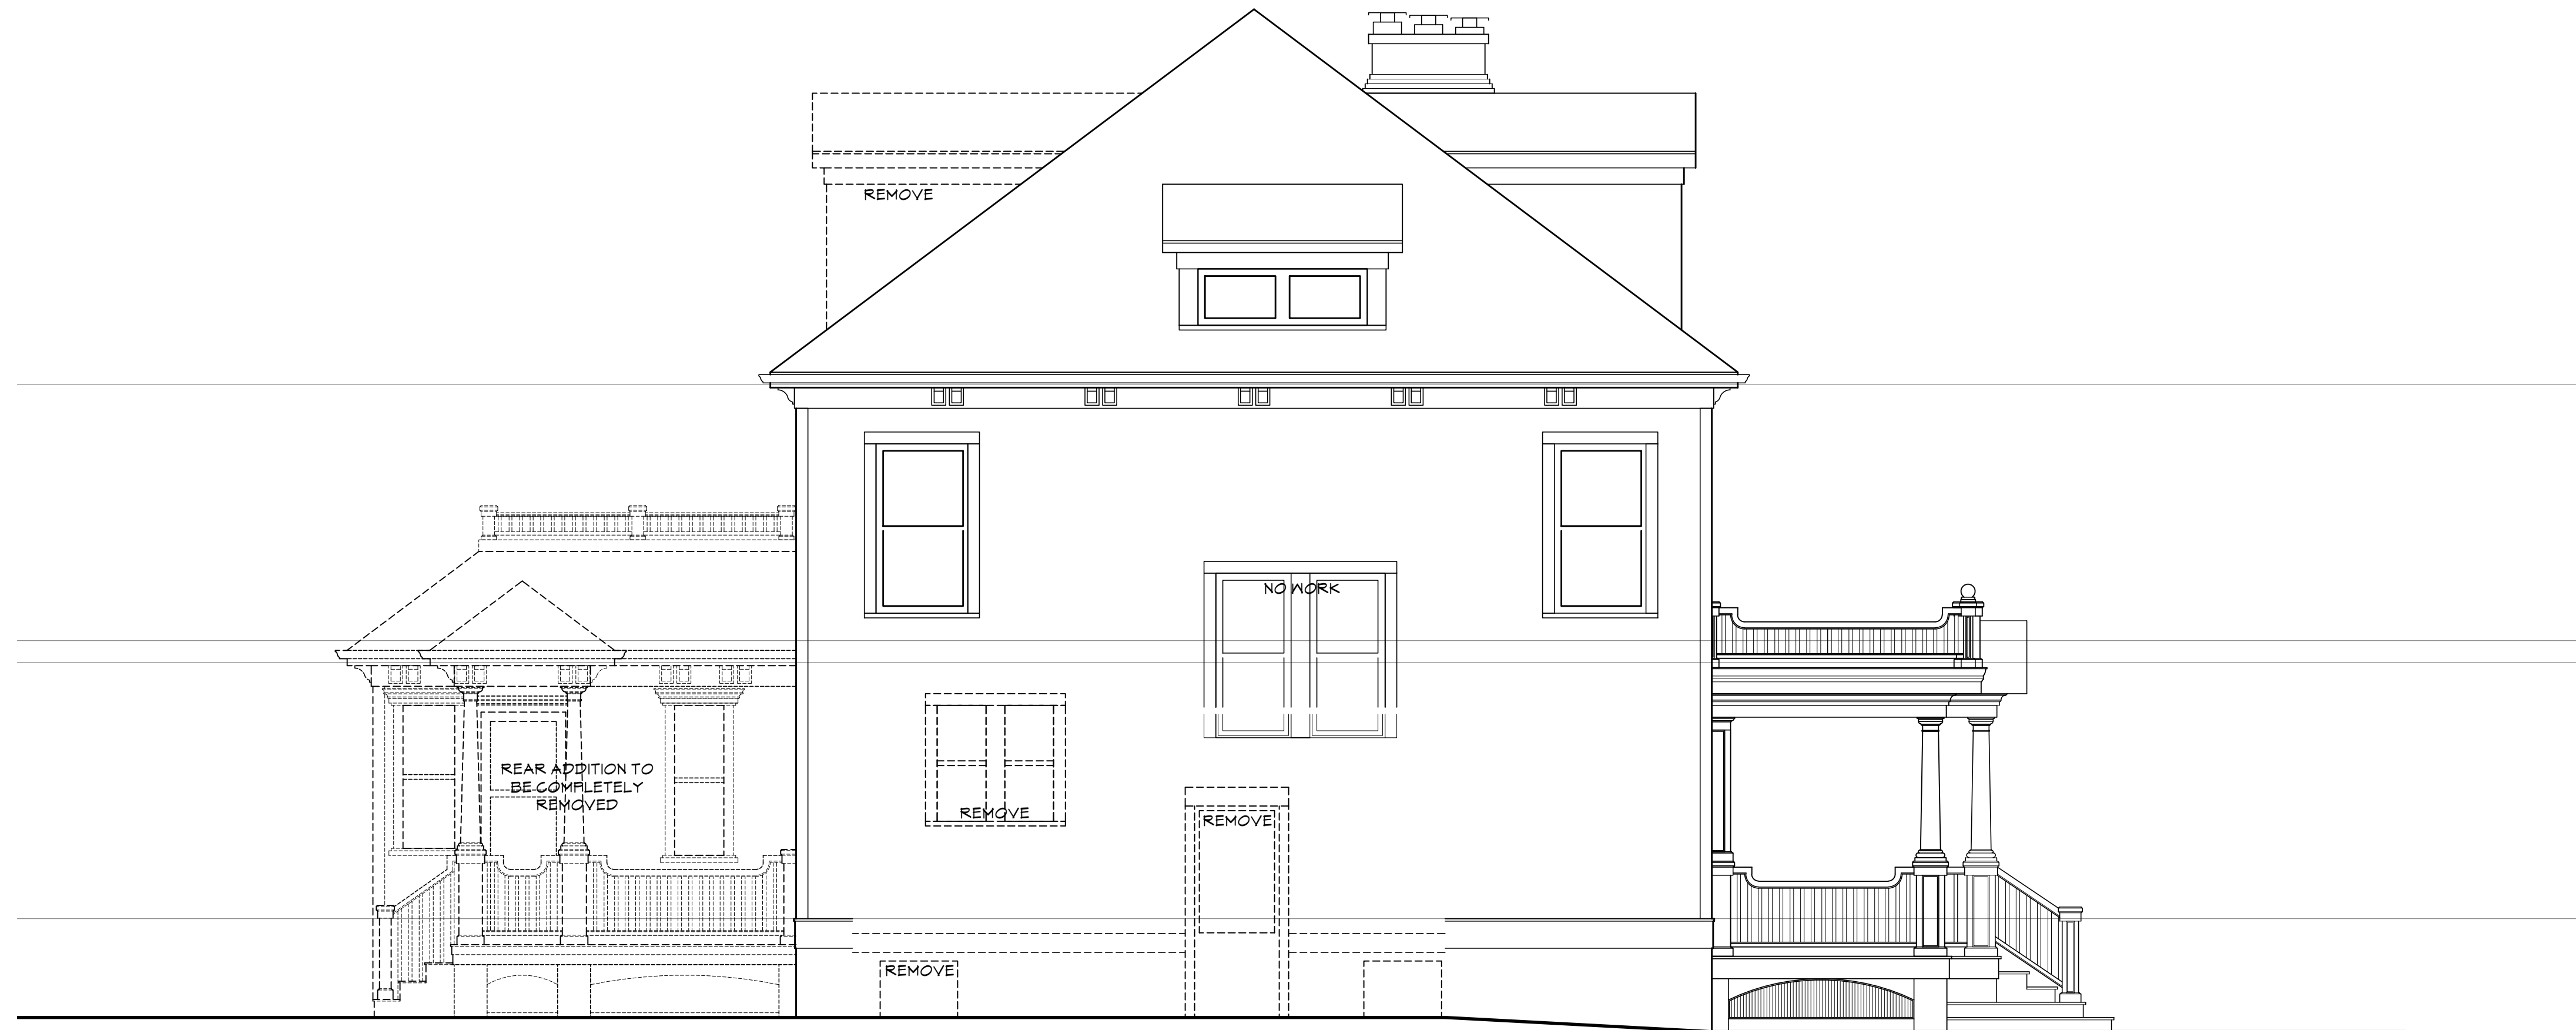 REMOVE
NO WORK
REAR ADDITION TO
BE COMPLETELY
REMOVED
REMOVE
REMOVE
REMOVE